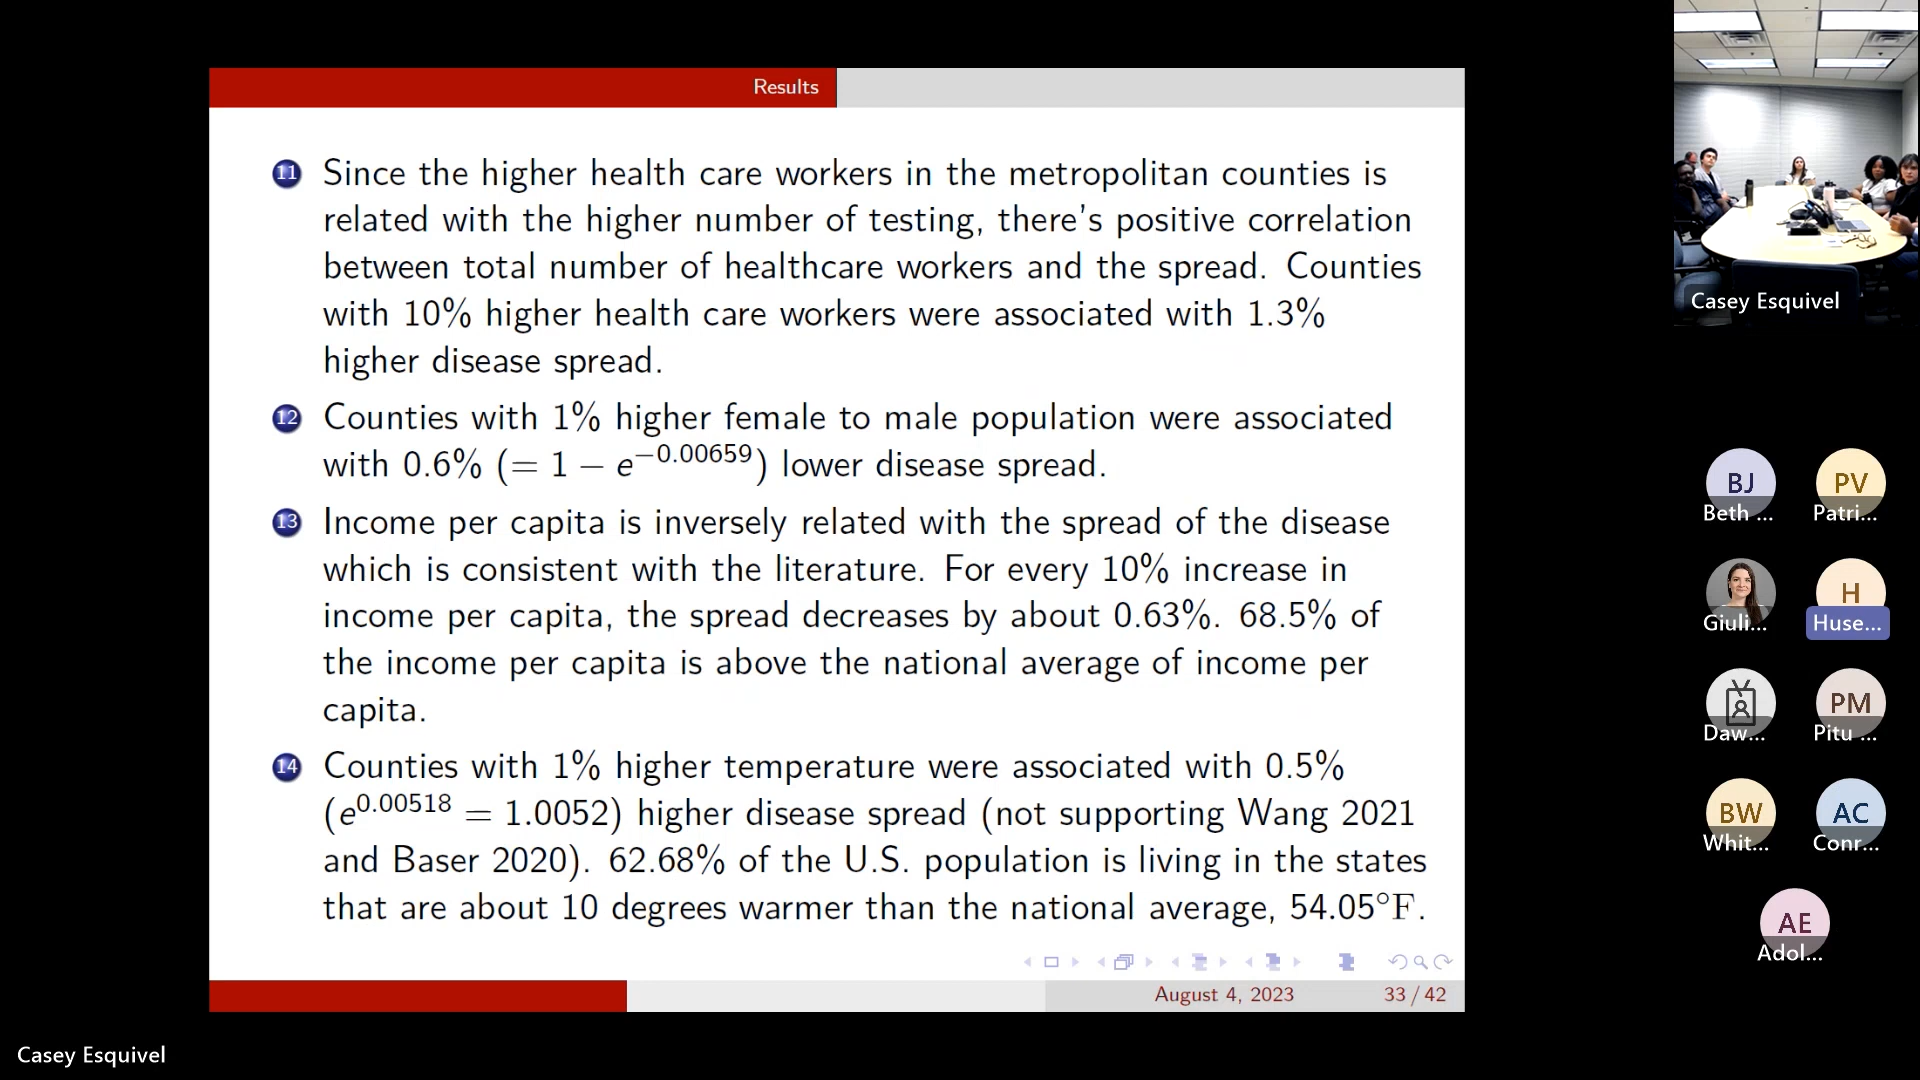 Results
11 Since the higher health care workers in the metropolitan counties is
related with the higher number of testing, there's positive correlation
between total number of healthcare workers and the spread. Counties
with 10% higher health care workers were associated with 1.3%
higher disease spread.
12 Counties with 1% higher female to male population were associated
with 0.6% (= 1 − e^−0.00659) lower disease spread.
13 Income per capita is inversely related with the spread of the disease
which is consistent with the literature. For every 10% increase in
income per capita, the spread decreases by about 0.63%. 68.5% of
the income per capita is above the national average of income per
capita.
14 Counties with 1% higher temperature were associated with 0.5%
(e^0.00518 = 1.0052) higher disease spread (not supporting Wang 2021
and Baser 2020). 62.68% of the U.S. population is living in the states
that are about 10 degrees warmer than the national average, 54.05°F.
August 4, 2023 33 / 42
Casey Esquivel
Casey Esquivel
BJ PV
Beth ... Patri...
H
Giuli... Huse...
PM
Daw... Pitu ...
BW AC
Whit... Conr...
AE
Adol...